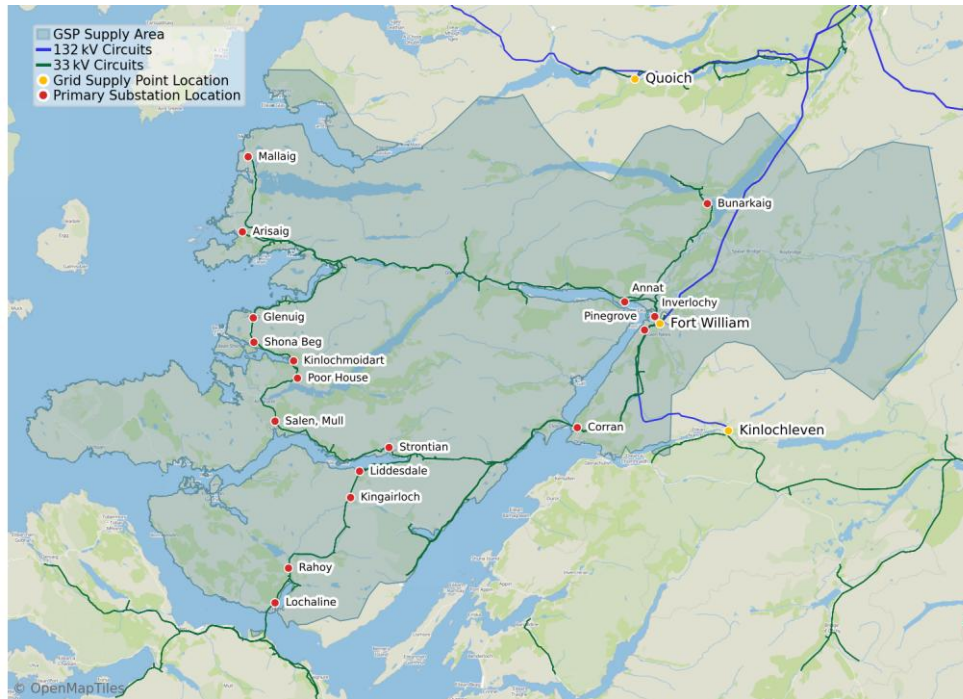 GSP Supply Area
132 kV Circuits
33 kV Circuits
Grid Supply Point Location
Primary Substation Location
Quoich
Mallaig
Bunarkaig
Arisaig
Annat
Inverlochy
Pinegrove
Fort William
Glenuig
Shona Beg
Kinlochmoidart
Poor House
Salen, Mull
Corran
Kinlochleven
Strontian
Liddesdale
Kingairloch
Rahoy
Lochaline
© OpenMapTiles